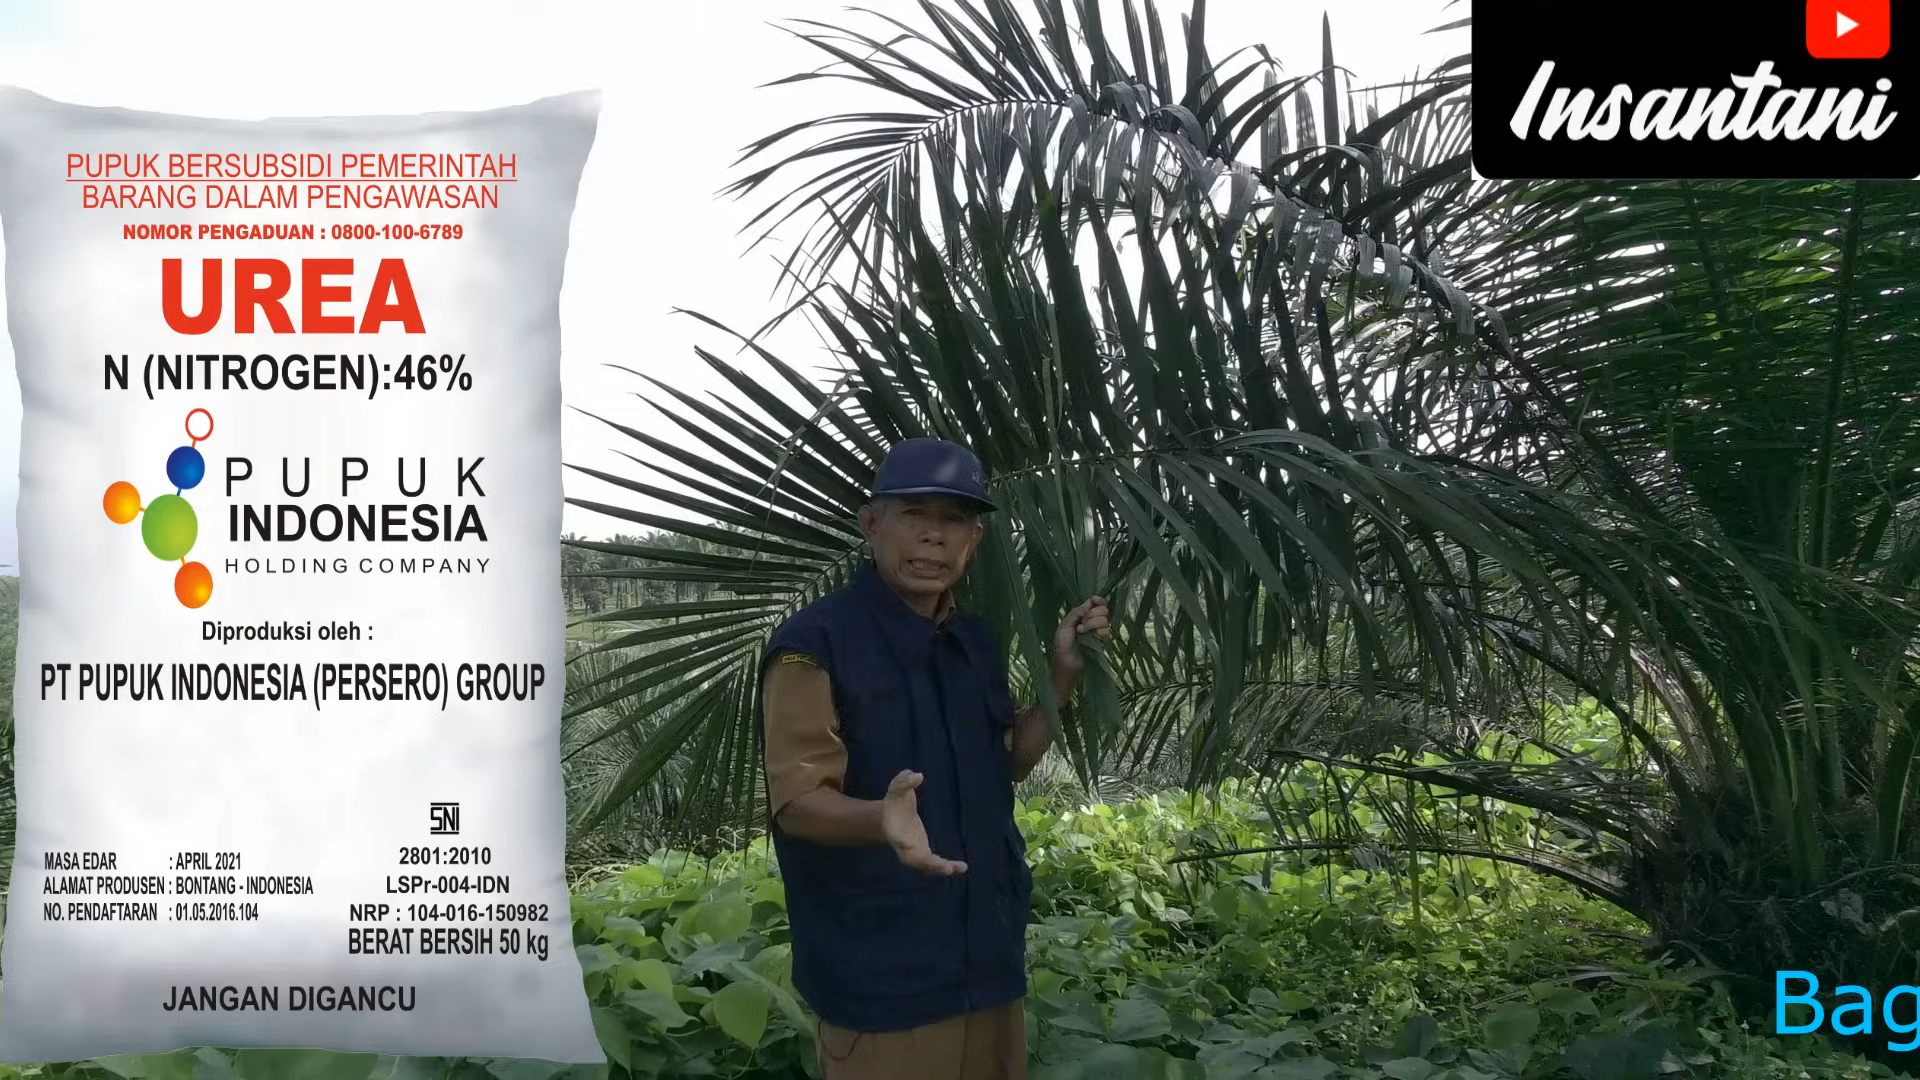 PUPUK BERSUBSIDI PEMERINTAH
BARANG DALAM PENGAWASAN
NOMOR PENGADUAN : 0800-100-6789
UREA
N (NITROGEN):46%
PUPUK
INDONESIA
HOLDING COMPANY
Diproduksi oleh :
PT PUPUK INDONESIA (PERSERO) GROUP
SNI
2801:2010
LSPr-004-IDN
NRP : 104-016-150982
BERAT BERSIH 50 kg
MASA EDAR : APRIL 2021
ALAMAT PRODUSEN : BONTANG - INDONESIA
NO. PENDAFTARAN : 01.05.2016.104
JANGAN DIGANCU
Insantani
Bag